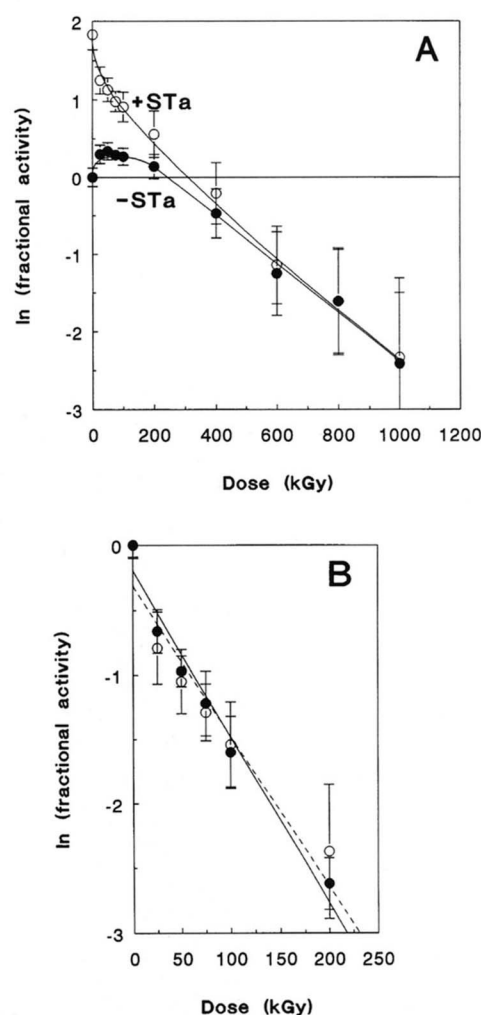 A
2
1
0
-1
-2
-3
ln (fractional activity)
+STa
−STa
0 200 400 600 800 1000 1200
Dose (kGy)
B
0
-1
-2
-3
ln (fractional activity)
0 50 100 150 200 250
Dose (kGy)